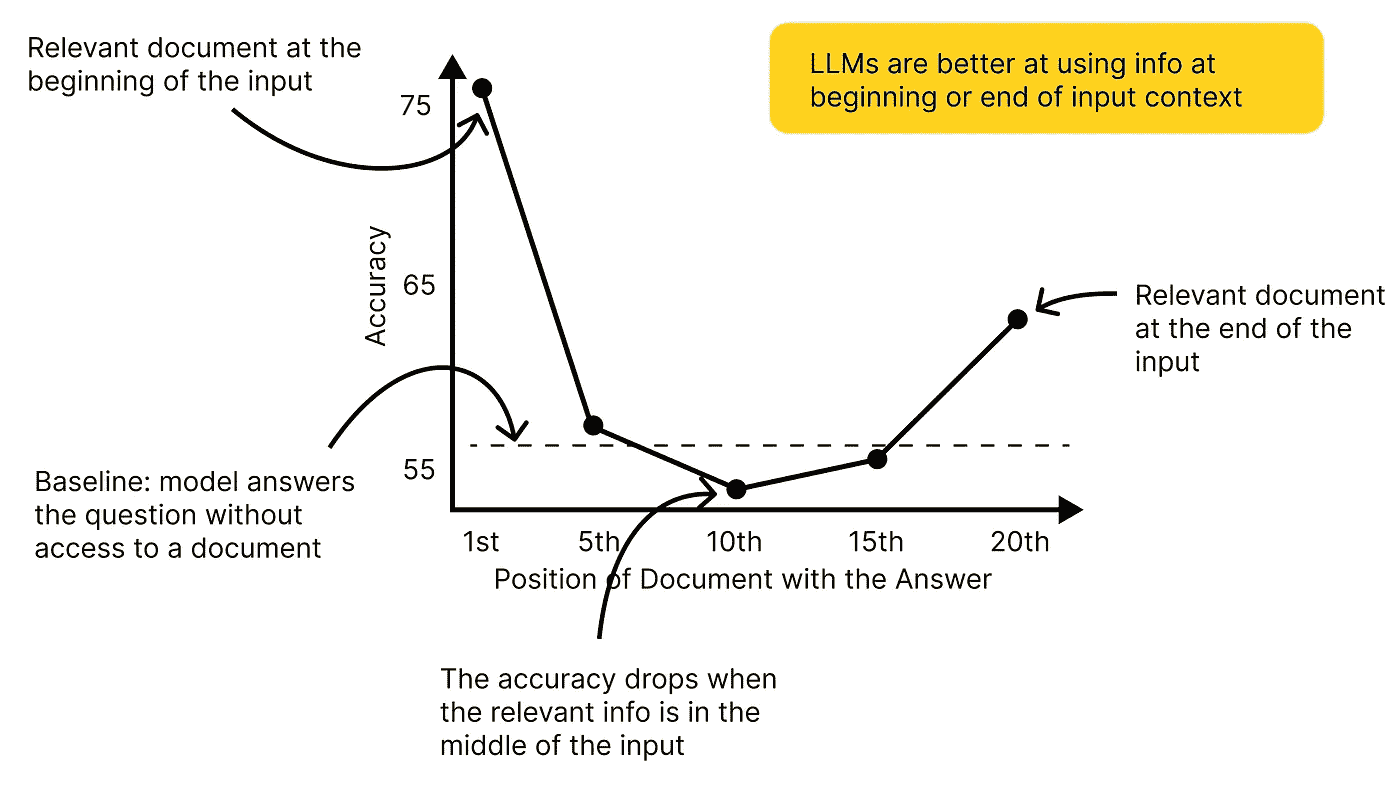 Relevant document at the
beginning of the input
LLMs are better at using info at
beginning or end of input context
75
65
55
Accuracy
Relevant document
at the end of the
input
Baseline: model answers
the question without
access to a document
1st
5th
10th
15th
20th
Position of Document with the Answer
The accuracy drops when
the relevant info is in the
middle of the input